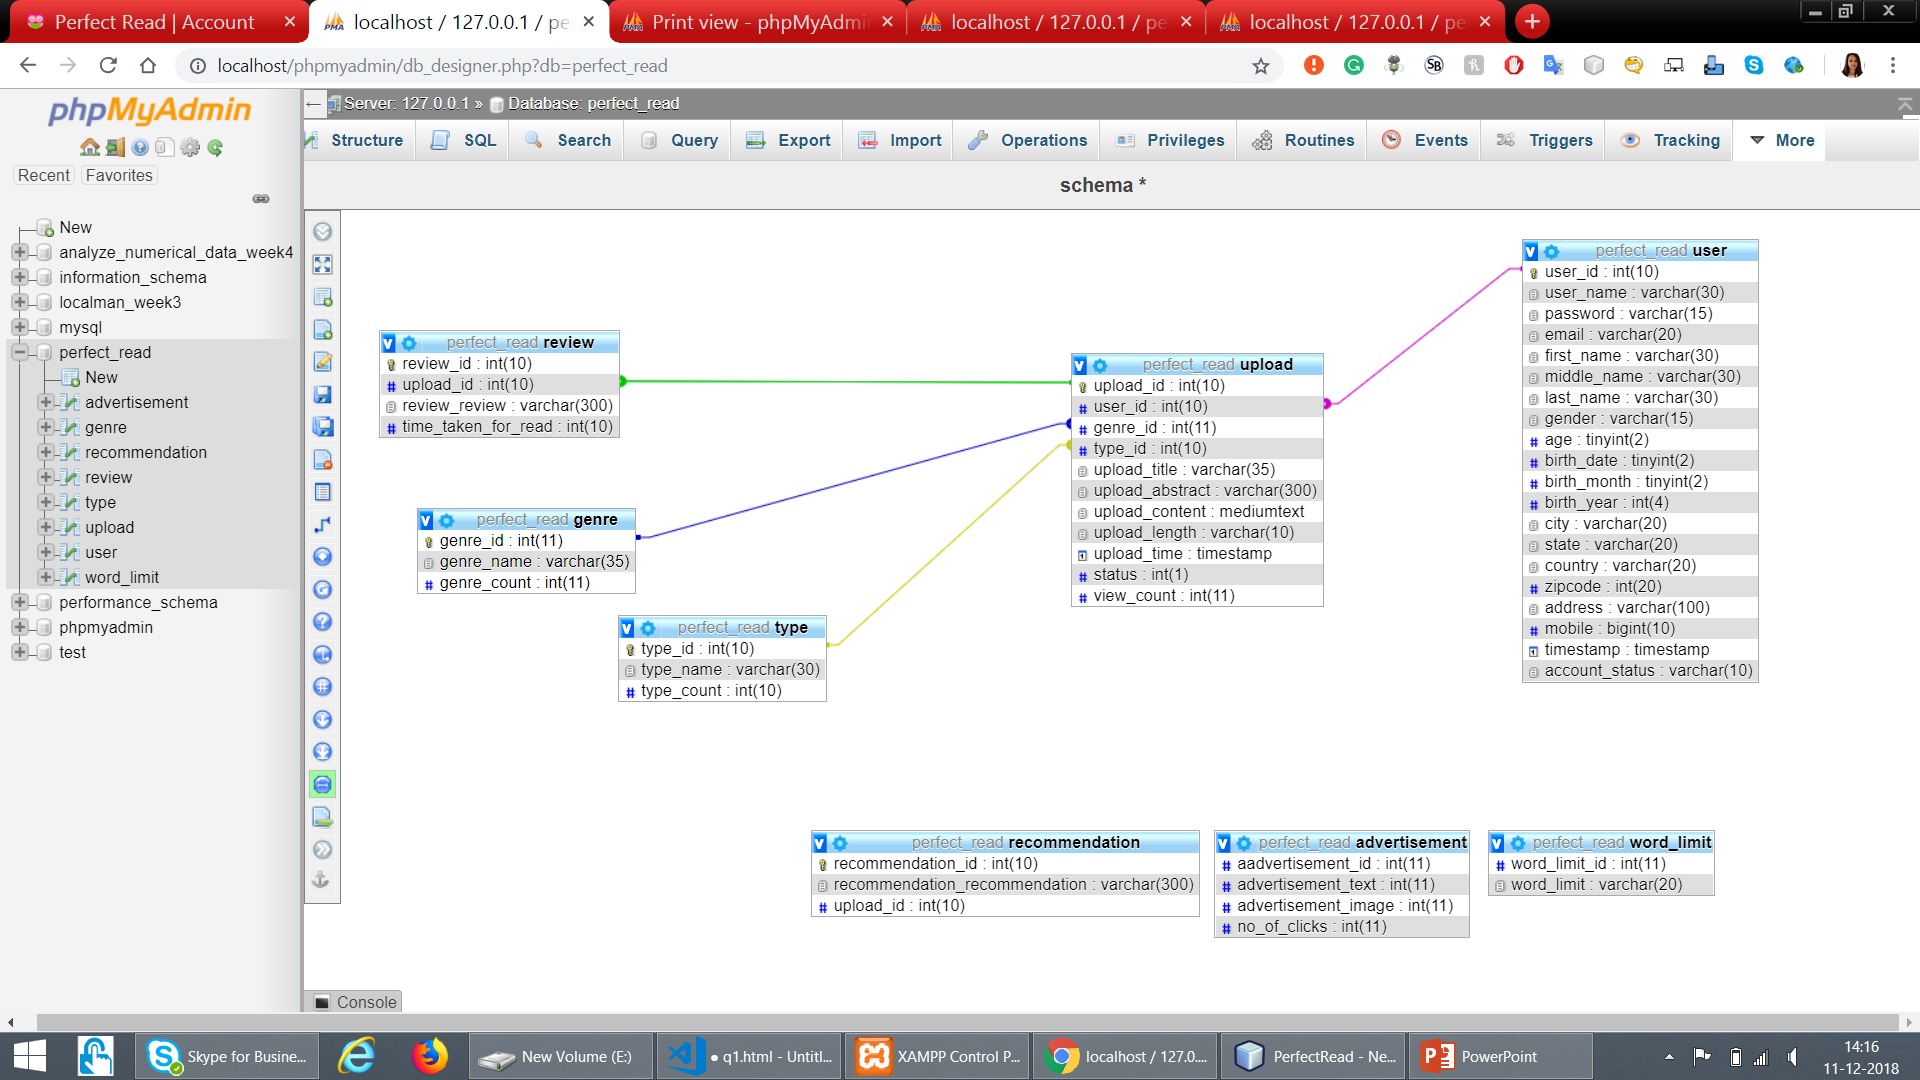 Perfect Read | Account
localhost / 127.0.0.1 / pe
Print view - phpMyAdmin
localhost / 127.0.0.1 / pe
localhost / 127.0.0.1 / pe
localhost/phpmyadmin/db_designer.php?db=perfect_read
phpMyAdmin
Recent
Favorites
New
analyze_numerical_data_week4
information_schema
localman_week3
mysql
perfect_read
New
advertisement
genre
recommendation
review
type
upload
user
word_limit
performance_schema
phpmyadmin
test
Server: 127.0.0.1 » Database: perfect_read
Structure
SQL
Search
Query
Export
Import
Operations
Privileges
Routines
Events
Triggers
Tracking
More
schema *
perfect_read review
review_id : int(10)
upload_id : int(10)
review_review : varchar(300)
time_taken_for_read : int(10)
perfect_read genre
genre_id : int(11)
genre_name : varchar(35)
genre_count : int(11)
perfect_read type
type_id : int(10)
type_name : varchar(30)
type_count : int(10)
perfect_read upload
upload_id : int(10)
user_id : int(10)
genre_id : int(11)
type_id : int(10)
upload_title : varchar(35)
upload_abstract : varchar(300)
upload_content : mediumtext
upload_length : varchar(10)
upload_time : timestamp
status : int(1)
view_count : int(11)
perfect_read user
user_id : int(10)
user_name : varchar(30)
password : varchar(15)
email : varchar(20)
first_name : varchar(30)
middle_name : varchar(30)
last_name : varchar(30)
gender : varchar(15)
age : tinyint(2)
birth_date : tinyint(2)
birth_month : tinyint(2)
birth_year : int(4)
city : varchar(20)
state : varchar(20)
country : varchar(20)
zipcode : int(20)
address : varchar(100)
mobile : bigint(10)
timestamp : timestamp
account_status : varchar(10)
perfect_read recommendation
recommendation_id : int(10)
recommendation_recommendation : varchar(300)
upload_id : int(10)
perfect_read advertisement
aadvertisement_id : int(11)
advertisement_text : int(11)
advertisement_image : int(11)
no_of_clicks : int(11)
perfect_read word_limit
word_limit_id : int(11)
word_limit : varchar(20)
Console
Skype for Busine...
New Volume (E:)
● q1.html - Untitl...
XAMPP Control P...
localhost / 127.0....
PerfectRead - Ne...
PowerPoint
14:16
11-12-2018